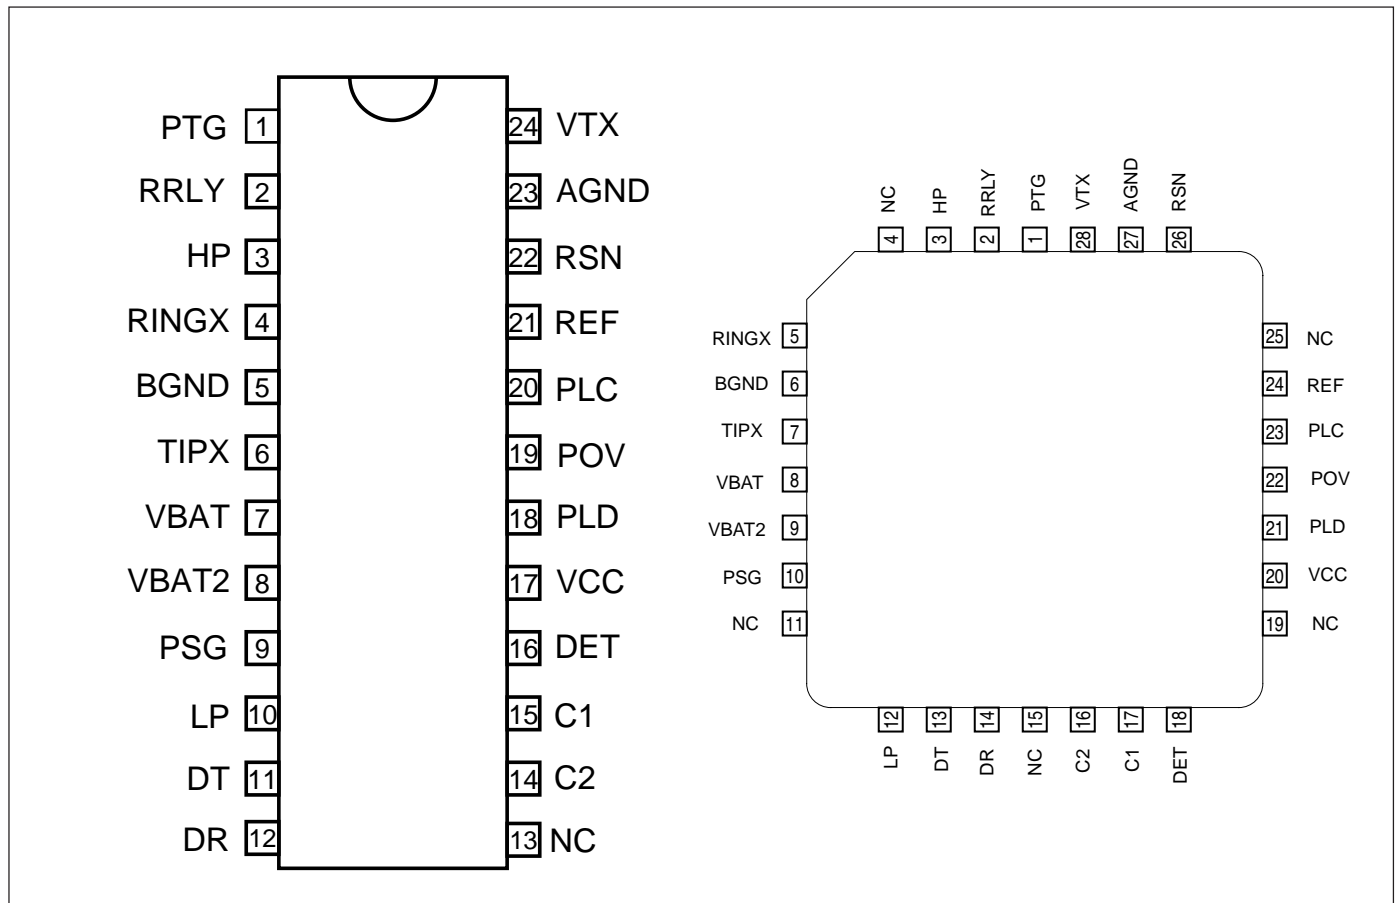 PTG 1
24 VTX
RRLY 2
23 AGND
HP 3
22 RSN
RINGX 4
21 REF
BGND 5
20 PLC
TIPX 6
19 POV
VBAT 7
18 PLD
VBAT2 8
17 VCC
PSG 9
16 DET
LP 10
15 C1
DT 11
14 C2
DR 12
13 NC
NC
HP
RRLY
PTG
VTX
AGND
RSN
4
3
2
1
28
27
26
RINGX 5
25 NC
BGND 6
24 REF
TIPX 7
23 PLC
VBAT 8
22 POV
VBAT2 9
21 PLD
PSG 10
20 VCC
NC 11
19 NC
12
13
14
15
16
17
18
LP
DT
DR
NC
C2
C1
DET